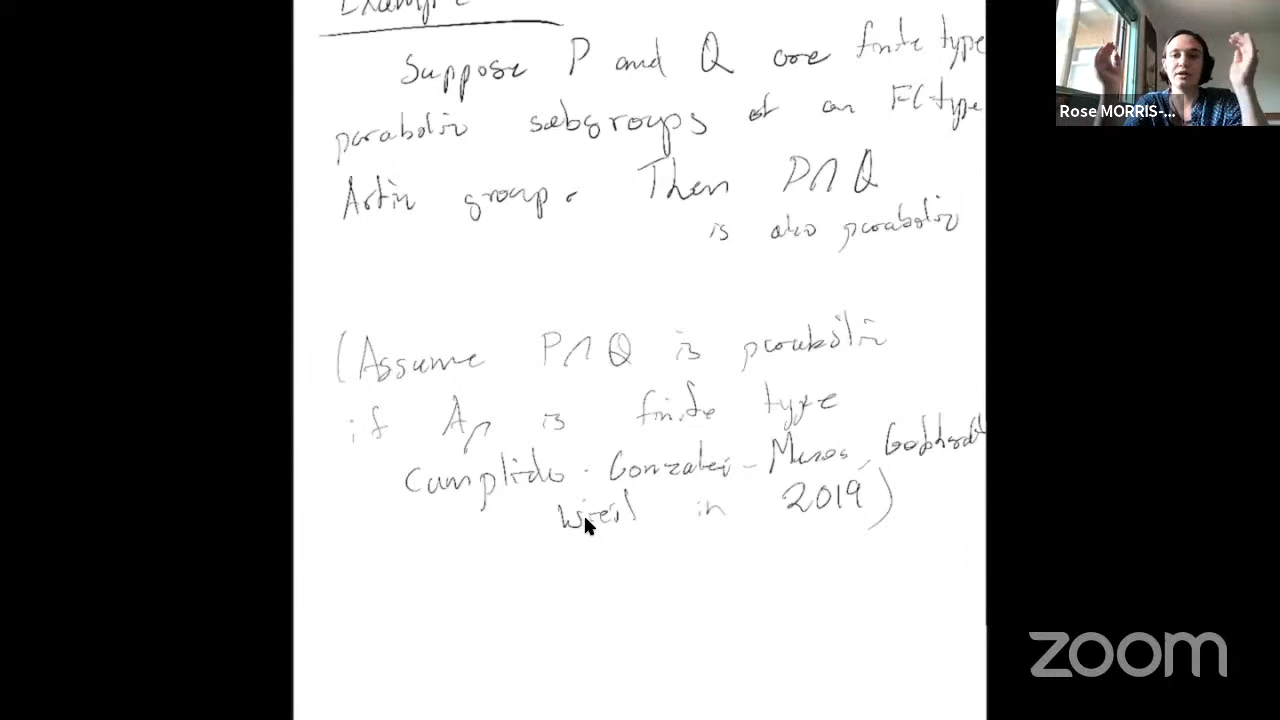 Example
Suppose P and Q are finite type
parabolic subgroups of an FC type
Artin group. Then P∩Q
is also parabolic
(Assume P∩Q is parabolic
if A_Γ is finite type
Cumplido - Gonzalez - Meneses, Gebhardt
Wiest in 2019)
Rose MORRIS-...
zoom